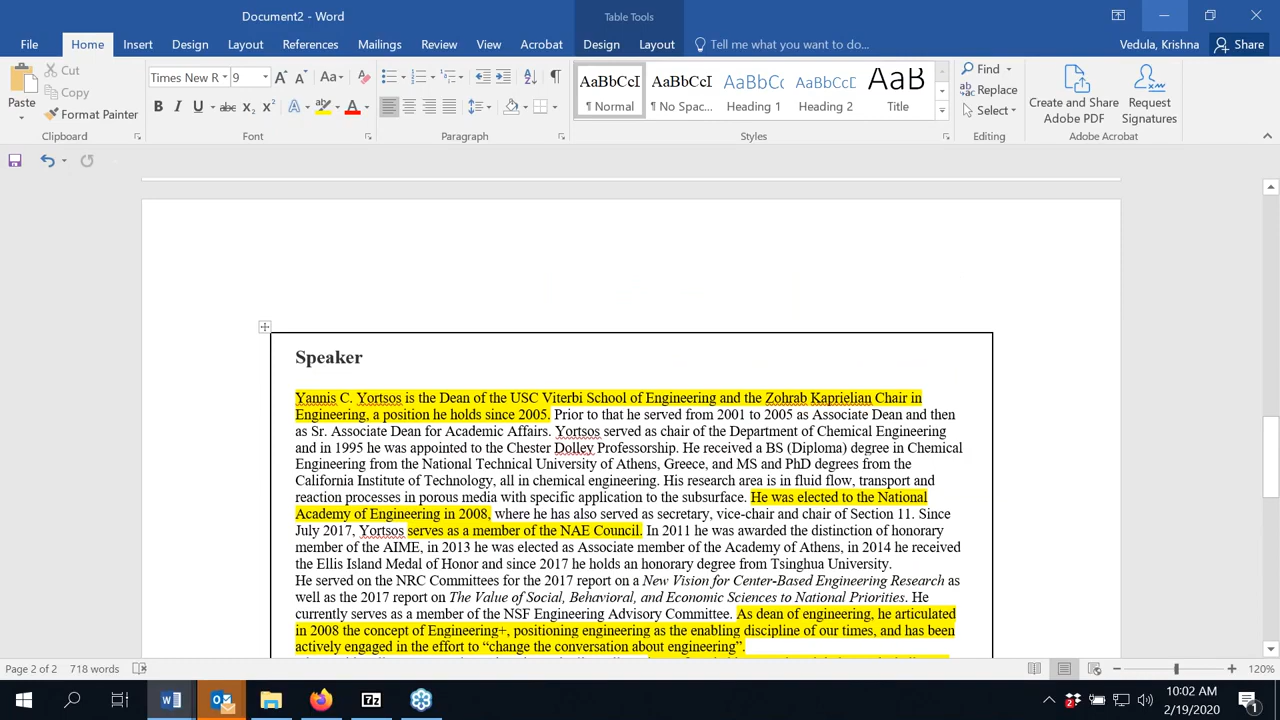 Document2 - Word
Table Tools
File Home Insert Design Layout References Mailings Review View Acrobat Design Layout Tell me what you want to do... Vedula, Krishna Share
Paste
Cut
Copy
Format Painter
Clipboard
Times New R 9
Font
Paragraph
AaBbCcI
¶ Normal
AaBbCcI
¶ No Spac...
AaBbCc
Heading 1
AaBbCcD
Heading 2
AaB
Title
Styles
Find
Replace
Select
Editing
Create and Share
Adobe PDF
Request
Signatures
Adobe Acrobat
Speaker
Yannis C. Yortsos is the Dean of the USC Viterbi School of Engineering and the Zohrab Kaprielian Chair in
Engineering, a position he holds since 2005. Prior to that he served from 2001 to 2005 as Associate Dean and then
as Sr. Associate Dean for Academic Affairs. Yortsos served as chair of the Department of Chemical Engineering
and in 1995 he was appointed to the Chester Dolley Professorship. He received a BS (Diploma) degree in Chemical
Engineering from the National Technical University of Athens, Greece, and MS and PhD degrees from the
California Institute of Technology, all in chemical engineering. His research area is in fluid flow, transport and
reaction processes in porous media with specific application to the subsurface. He was elected to the National
Academy of Engineering in 2008, where he has also served as secretary, vice-chair and chair of Section 11. Since
July 2017, Yortsos serves as a member of the NAE Council. In 2011 he was awarded the distinction of honorary
member of the AIME, in 2013 he was elected as Associate member of the Academy of Athens, in 2014 he received
the Ellis Island Medal of Honor and since 2017 he holds an honorary degree from Tsinghua University.
He served on the NRC Committees for the 2017 report on a New Vision for Center-Based Engineering Research as
well as the 2017 report on The Value of Social, Behavioral, and Economic Sciences to National Priorities. He
currently serves as a member of the NSF Engineering Advisory Committee. As dean of engineering, he articulated
in 2008 the concept of Engineering+, positioning engineering as the enabling discipline of our times, and has been
actively engaged in the effort to “change the conversation about engineering”.
Page 2 of 2 718 words 120%
10:02 AM
2/19/2020